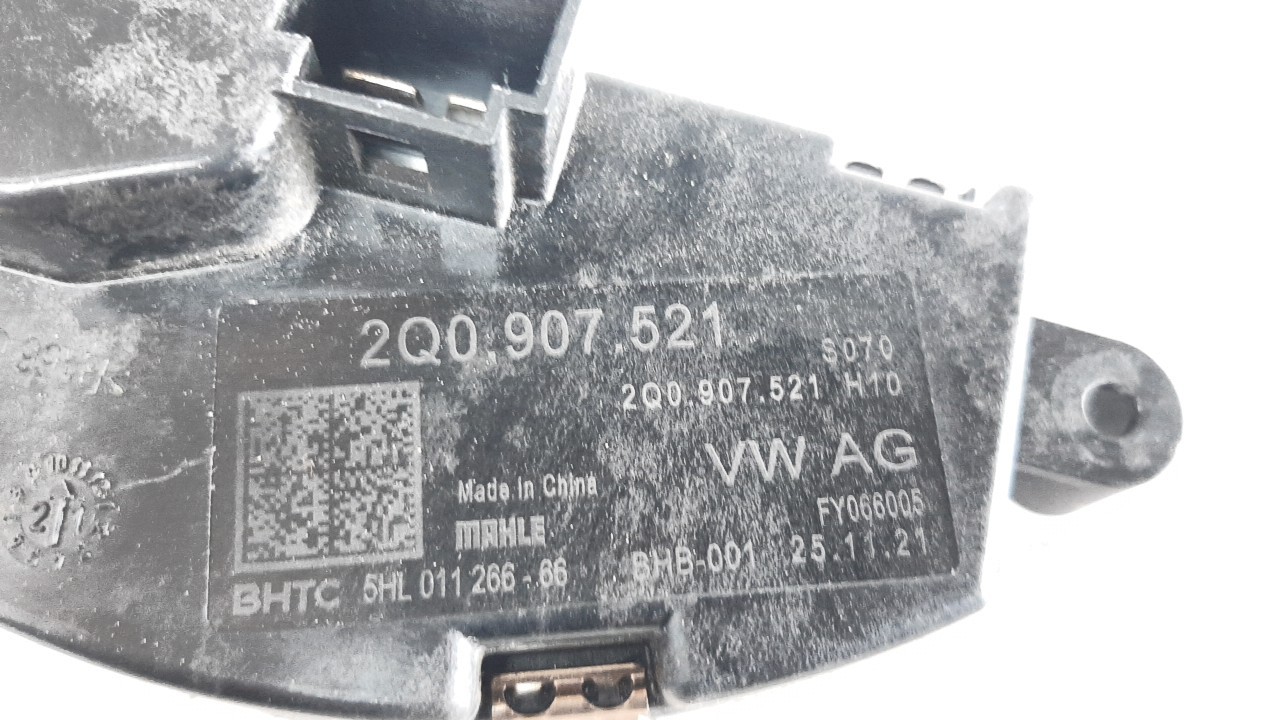 2Q0.907.521
S070
2Q0.907.521 H10
VW AG
Made in China
MAHLE
FY066005
BHB-001 25.11.21
BHTC 5HL 011 266-66
21